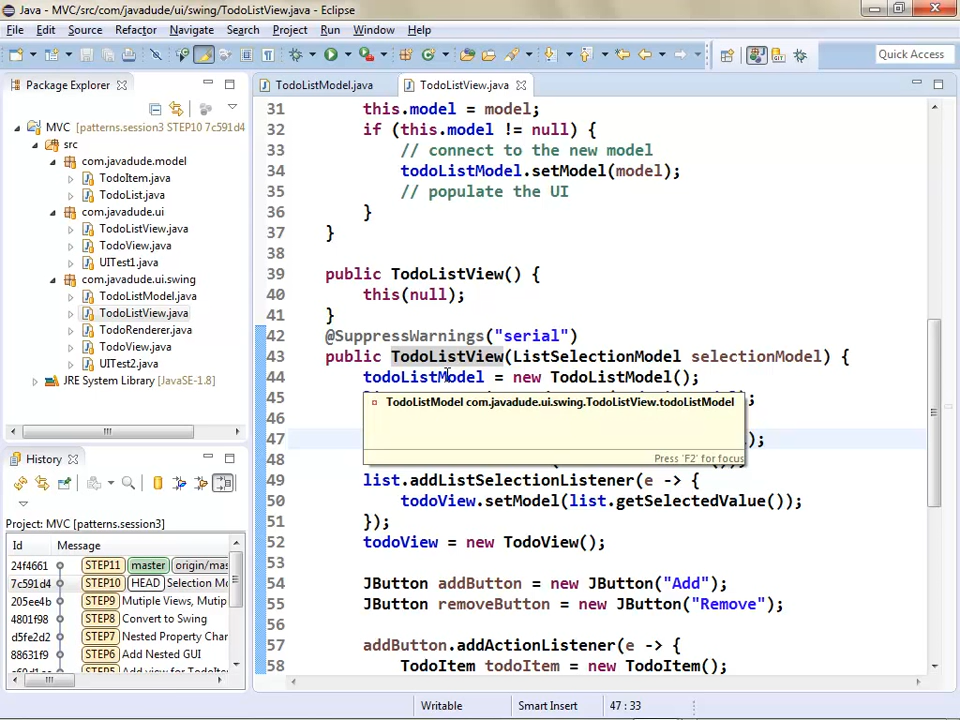 Java - MVC/src/com/javadude/ui/swing/TodoListView.java - Eclipse
File Edit Source Refactor Navigate Search Project Run Window Help
Quick Access
Package Explorer
TodoListModel.java TodoListView.java
MVC [patterns.session3 STEP10 7c591d4
src
com.javadude.model
TodoItem.java
TodoList.java
com.javadude.ui
TodoListView.java
TodoView.java
UITest1.java
com.javadude.ui.swing
TodoListModel.java
TodoListView.java
TodoRenderer.java
TodoView.java
UITest2.java
JRE System Library [JavaSE-1.8]
History
Project: MVC [patterns.session3]
Id Message
24f4661 STEP11 master origin/mas
7c591d4 STEP10 HEAD Selection Mo
205ee4b STEP9 Mutiple Views, Mutip
4801f98 STEP8 Convert to Swing
d5fe2d2 STEP7 Nested Property Chan
88631f9 STEP6 Add Nested GUI
STEP5 Add view for TodoIte
31 this.model = model;
32 if (this.model != null) {
33 // connect to the new model
34 todoListModel.setModel(model);
35 // populate the UI
36 }
37 }
38
39 public TodoListView() {
40 this(null);
41 }
42 @SuppressWarnings("serial")
43 public TodoListView(ListSelectionModel selectionModel) {
44 todoListModel = new TodoListModel();
45
TodoListModel com.javadude.ui.swing.TodoListView.todoListModel
46
47 );
48
Press 'F2' for focus
49 list.addListSelectionListener(e -> {
50 todoView.setModel(list.getSelectedValue());
51 });
52 todoView = new TodoView();
53
54 JButton addButton = new JButton("Add");
55 JButton removeButton = new JButton("Remove");
56
57 addButton.addActionListener(e -> {
58 TodoItem todoItem = new TodoItem();
Writable Smart Insert 47 : 33